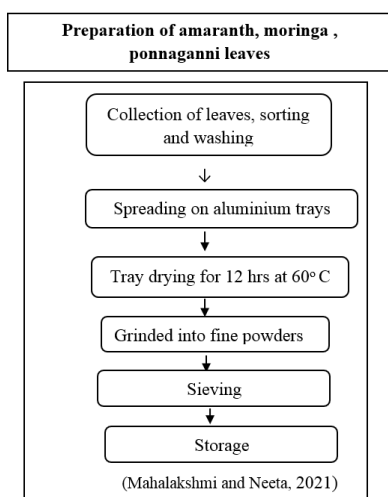 Preparation of amaranth, moringa ,
ponnaganni leaves
Collection of leaves, sorting
and washing
Spreading on aluminium trays
Tray drying for 12 hrs at 60° C
Grinded into fine powders
Sieving
Storage
(Mahalakshmi and Neeta, 2021)